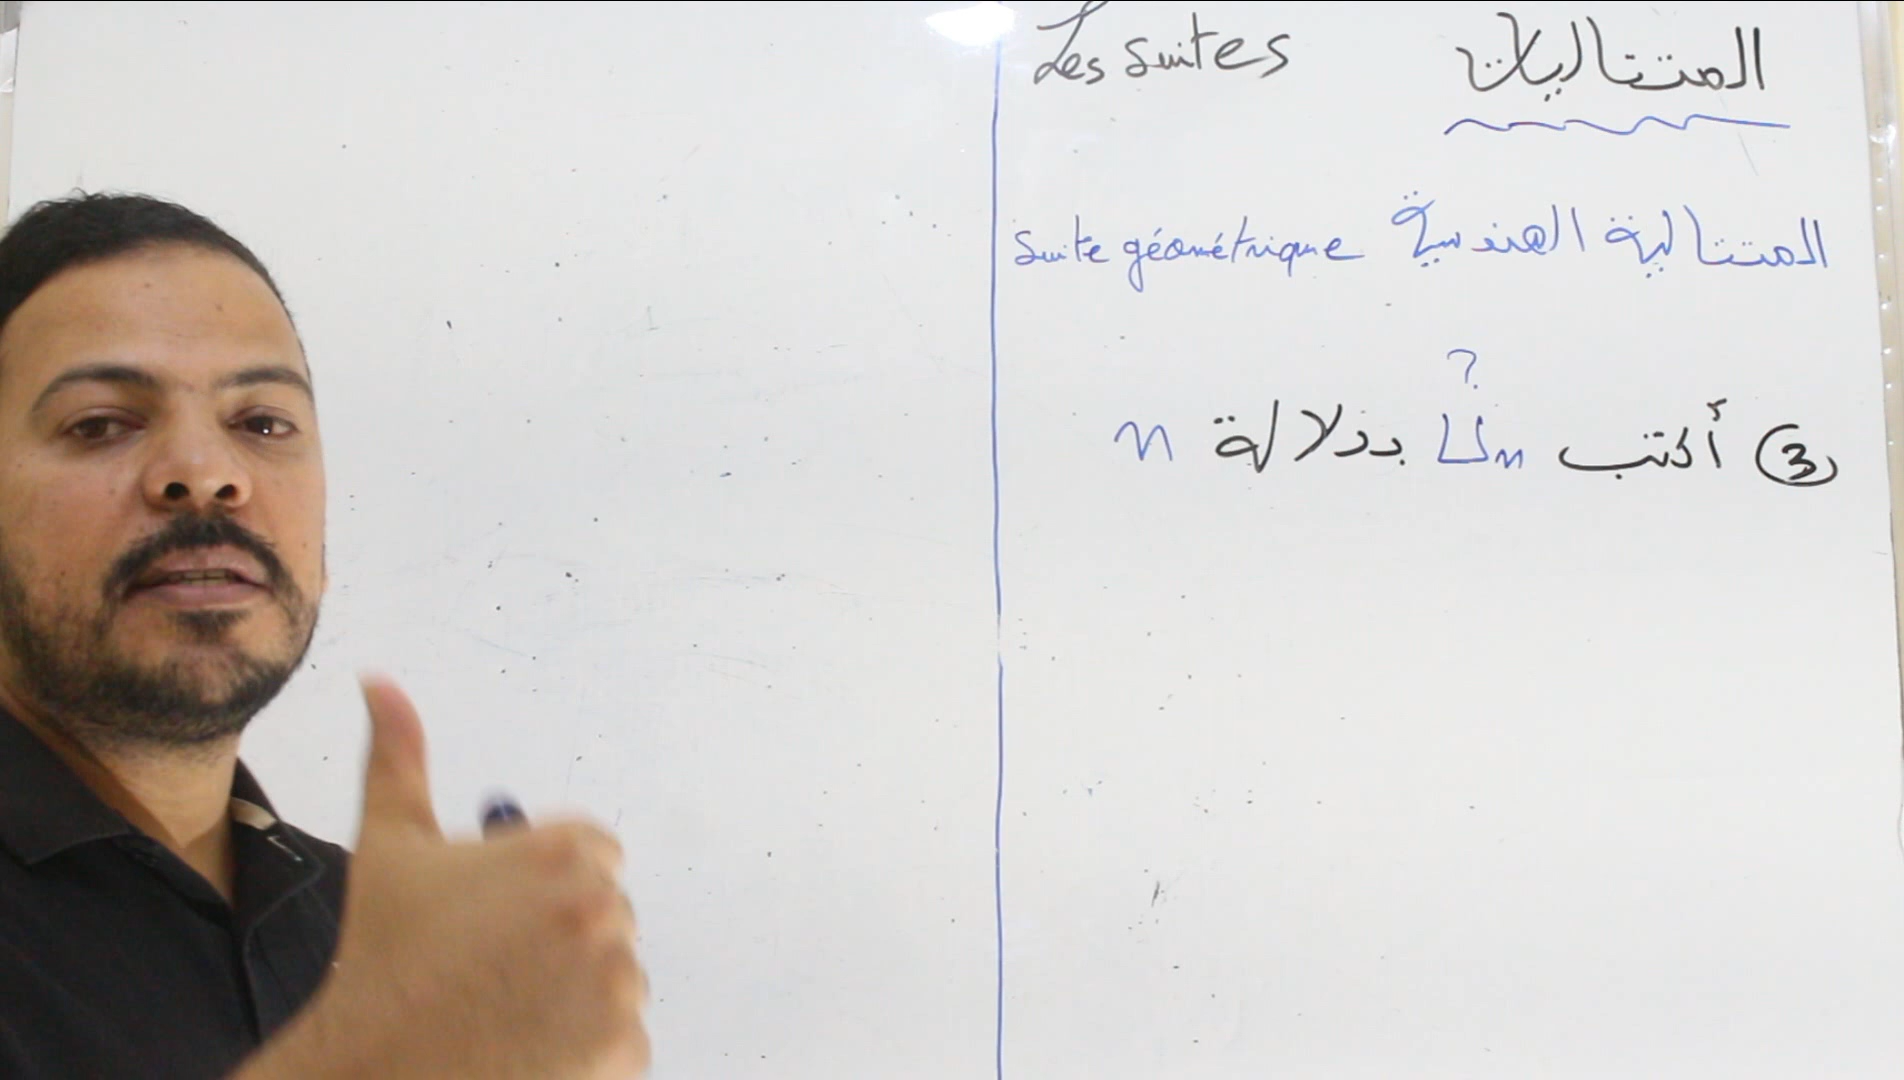 المتتاليات Les suites
المتتالية الهندسية suite géométrique
?
③ أكتب Un بدلالة n